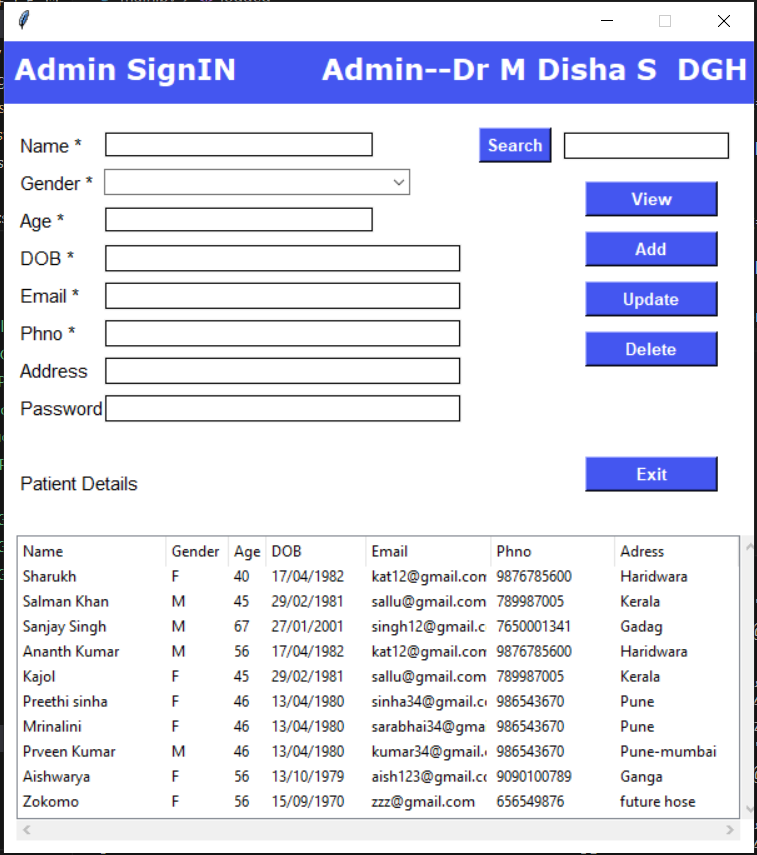 Admin SignIN Admin--Dr M Disha S DGH
Name * Search
Gender *
View
Age *
Add
DOB *
Email * Update
Phno *
Delete
Address
Password
Exit
Patient Details
Name Gender Age DOB Email Phno Adress
Sharukh F 40 17/04/1982 kat12@gmail.com 9876785600 Haridwara
Salman Khan M 45 29/02/1981 sallu@gmail.com 789987005 Kerala
Sanjay Singh M 67 27/01/2001 singh12@gmail.c 7650001341 Gadag
Ananth Kumar M 56 17/04/1982 kat12@gmail.com 9876785600 Haridwara
Kajol F 45 29/02/1981 sallu@gmail.com 789987005 Kerala
Preethi sinha F 46 13/04/1980 sinha34@gmail.c 986543670 Pune
Mrinalini F 46 13/04/1980 sarabhai34@gma 986543670 Pune
Prveen Kumar M 46 13/04/1980 kumar34@gmail. 986543670 Pune-mumbai
Aishwarya F 56 13/10/1979 aish123@gmail.c 9090100789 Ganga
Zokomo F 56 15/09/1970 zzz@gmail.com 656549876 future hose